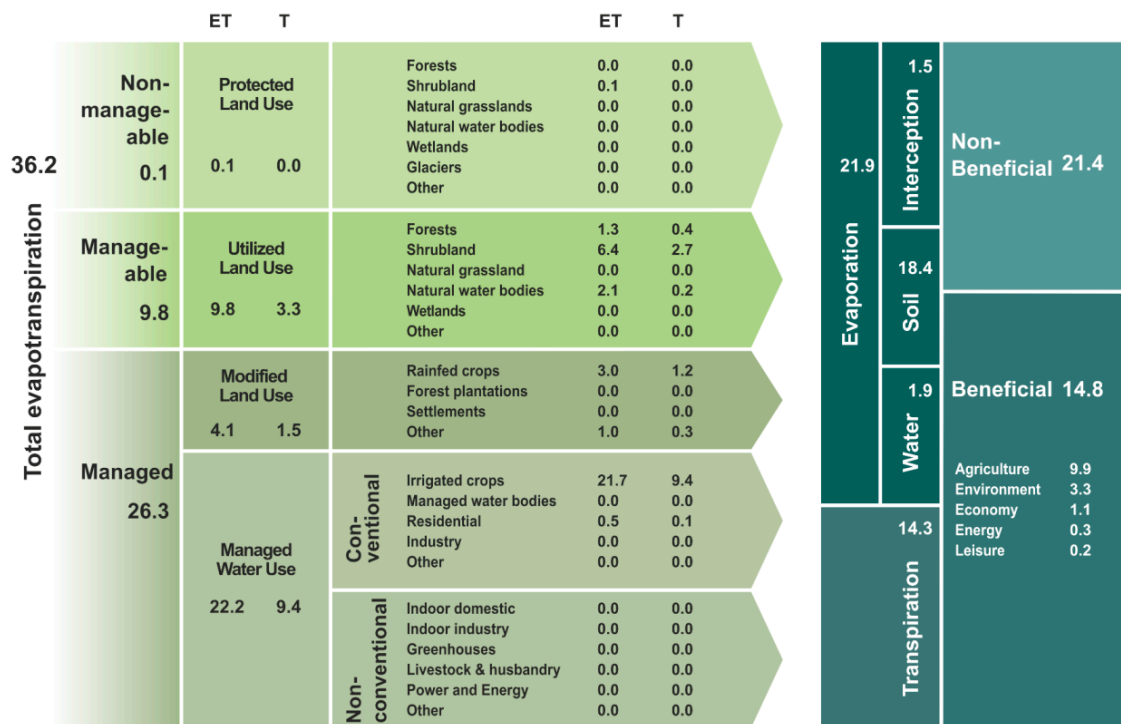 ET T ET T
Total evapotranspiration
36.2
Non-
manage-
able
0.1
Protected
Land Use
0.1 0.0
Forests 0.0 0.0
Shrubland 0.1 0.0
Natural grasslands 0.0 0.0
Natural water bodies 0.0 0.0
Wetlands 0.0 0.0
Glaciers 0.0 0.0
Other 0.0 0.0
Manage-
able
9.8
Utilized
Land Use
9.8 3.3
Forests 1.3 0.4
Shrubland 6.4 2.7
Natural grassland 0.0 0.0
Natural water bodies 2.1 0.2
Wetlands 0.0 0.0
Other 0.0 0.0
Managed
26.3
Modified
Land Use
4.1 1.5
Rainfed crops 3.0 1.2
Forest plantations 0.0 0.0
Settlements 0.0 0.0
Other 1.0 0.3
Managed
Water Use
22.2 9.4
Con-
ventional
Irrigated crops 21.7 9.4
Managed water bodies 0.0 0.0
Residential 0.5 0.1
Industry 0.0 0.0
Other 0.0 0.0
Non-
conventional
Indoor domestic 0.0 0.0
Indoor industry 0.0 0.0
Greenhouses 0.0 0.0
Livestock & husbandry 0.0 0.0
Power and Energy 0.0 0.0
Other 0.0 0.0
Evaporation
21.9
Interception
1.5
Soil
18.4
Water
1.9
Transpiration
14.3
Non-
Beneficial 21.4
Beneficial 14.8
Agriculture 9.9
Environment 3.3
Economy 1.1
Energy 0.3
Leisure 0.2